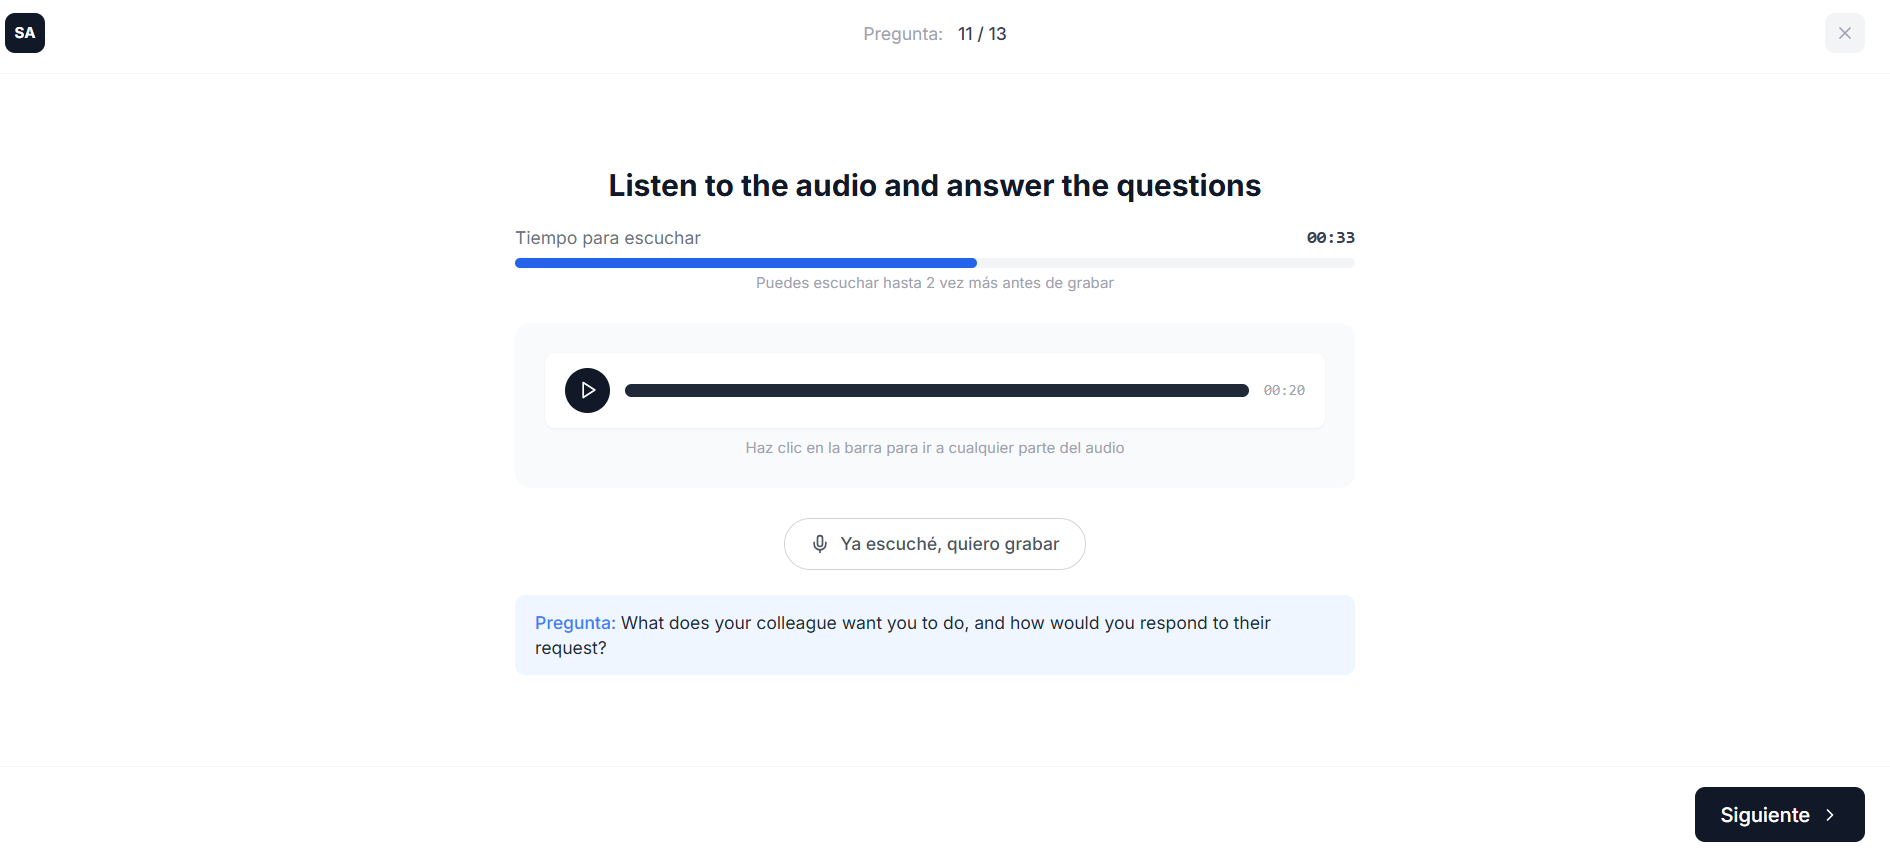 SA
Pregunta: 11 / 13
Listen to the audio and answer the questions
Tiempo para escuchar 00:33
Puedes escuchar hasta 2 vez más antes de grabar
00:20
Haz clic en la barra para ir a cualquier parte del audio
Ya escuché, quiero grabar
Pregunta: What does your colleague want you to do, and how would you respond to their
request?
Siguiente